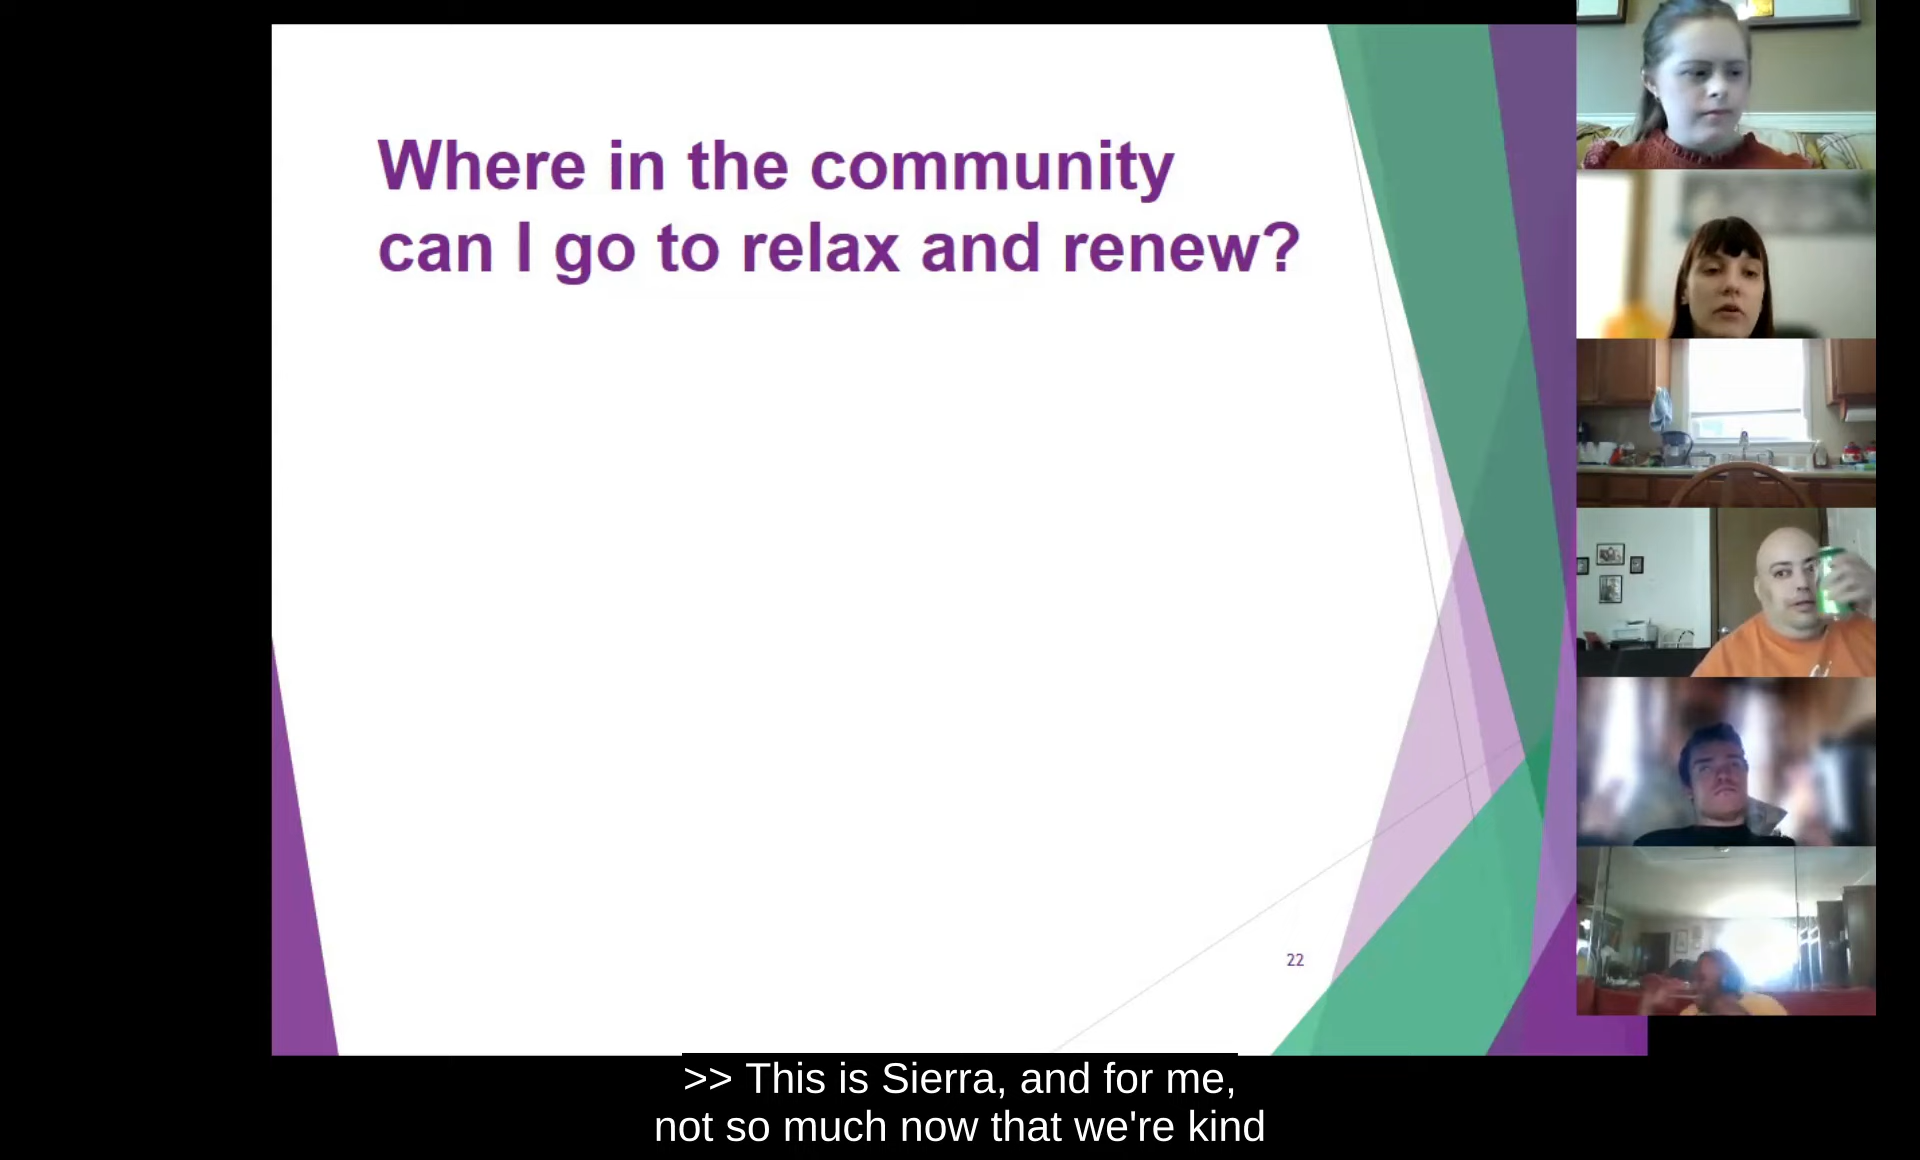 Where in the community
can I go to relax and renew?
22
>> This is Sierra, and for me,
not so much now that we're kind